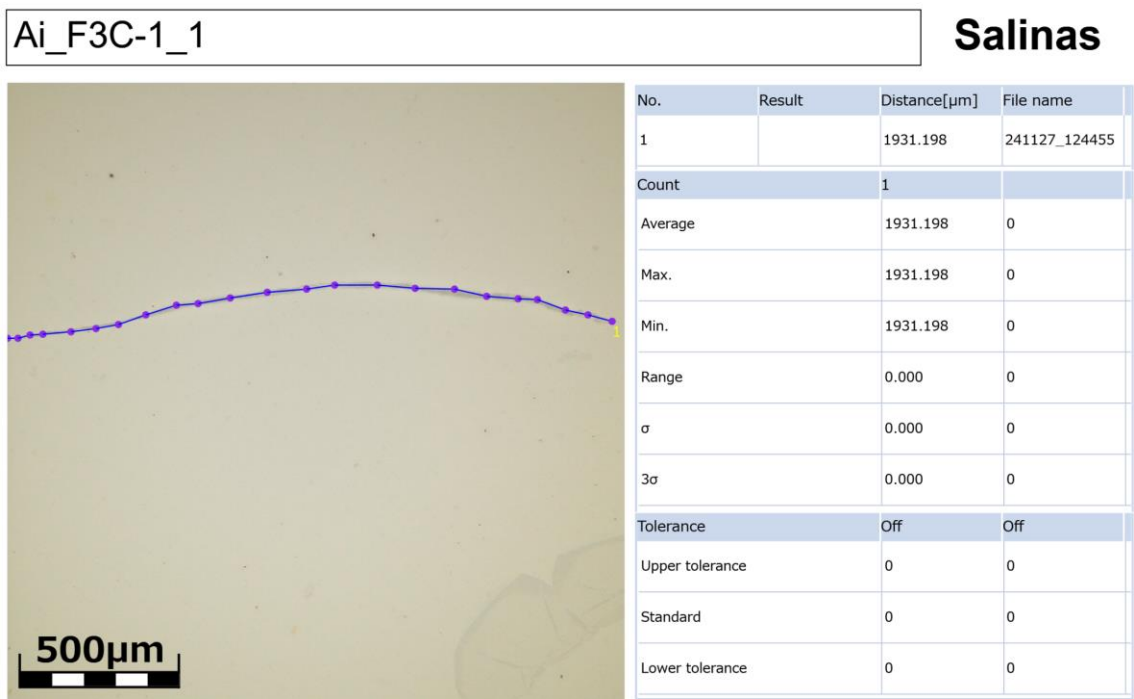 Ai_F3C-1_1
Salinas
No. Result Distance[µm] File name
1 1931.198 241127_124455
Count 1
Average 1931.198 0
Max. 1931.198 0
Min. 1931.198 0
Range 0.000 0
σ 0.000 0
3σ 0.000 0
Tolerance Off Off
Upper tolerance 0 0
Standard 0 0
Lower tolerance 0 0
1
500µm